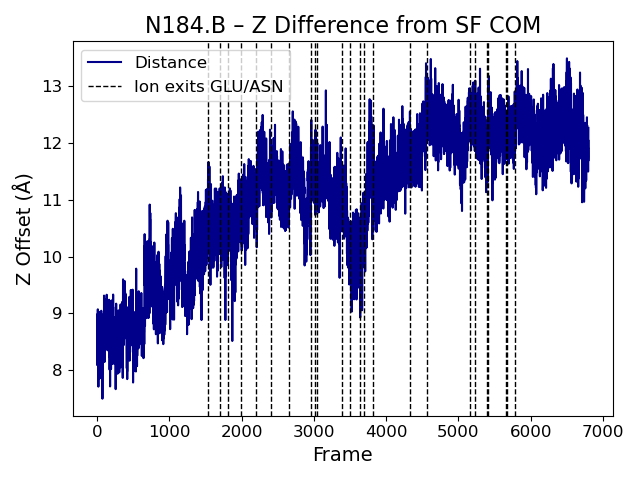 N184.B – Z Difference from SF COM
Distance
Ion exits GLU/ASN
Z Offset (Å)
13
12
11
10
9
8
0 1000 2000 3000 4000 5000 6000 7000
Frame